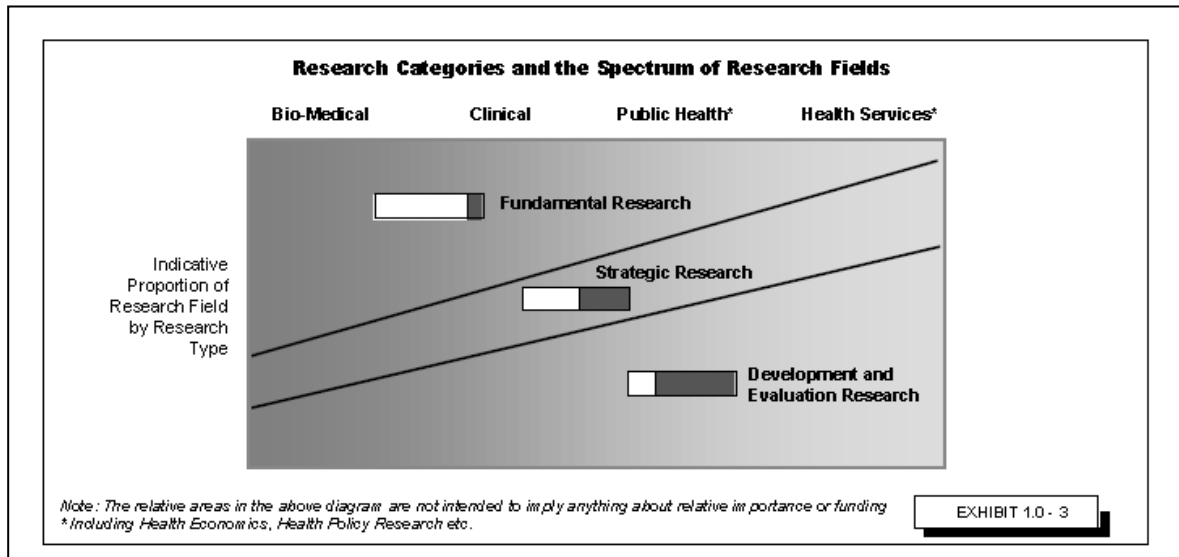 Research Categories and the Spectrum of Research Fields
Bio-Medical Clinical Public Health* Health Services*
Fundamental Research
Strategic Research
Indicative
Proportion of
Research Field
by Research
Type
Development and
Evaluation Research
Note: The relative areas in the above diagram are not intended to imply anything about relative importance or funding
* Including Health Economics, Health Policy Research etc.
EXHIBIT 1.0 - 3